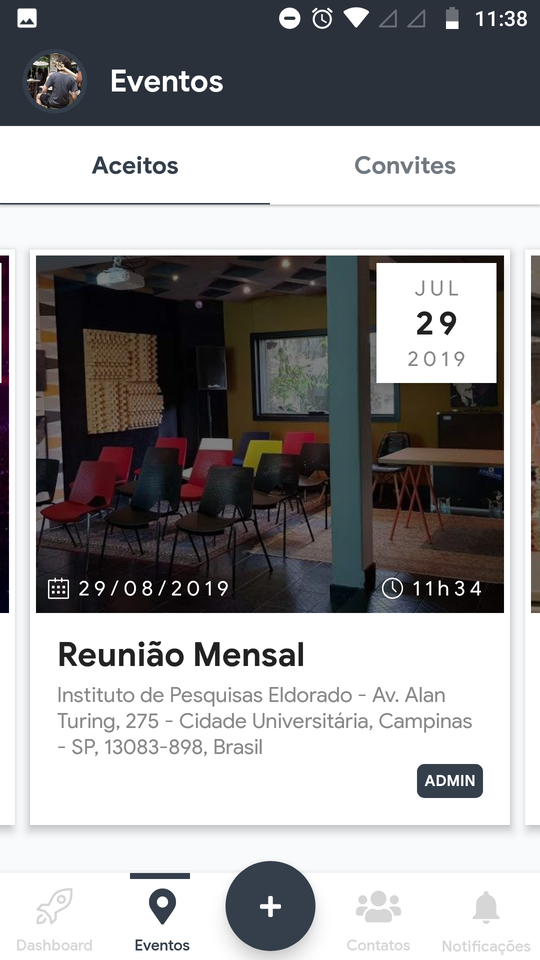 11:38
Eventos
Aceitos
Convites
JUL
29
2019
29/08/2019
11h34
Reunião Mensal
Instituto de Pesquisas Eldorado - Av. Alan
Turing, 275 - Cidade Universitária, Campinas
- SP, 13083-898, Brasil
ADMIN
+
Dashboard
Eventos
Contatos
Notificações